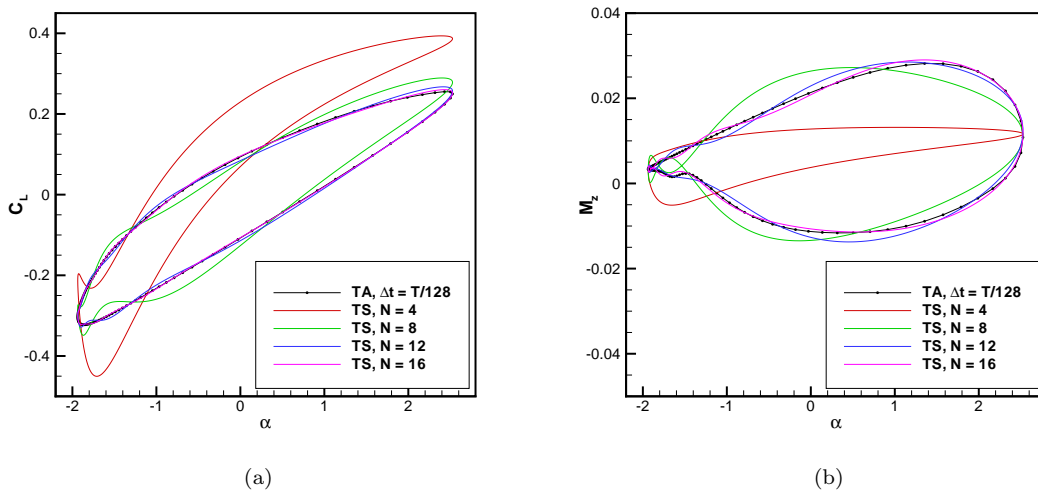 C_L
0.4
0.2
0
-0.2
-0.4
-2
-1
0
1
2
α
TA, Δt = T/128
TS, N = 4
TS, N = 8
TS, N = 12
TS, N = 16
(a)
M_z
0.04
0.02
0
-0.02
-0.04
-2
-1
0
1
2
α
TA, Δt = T/128
TS, N = 4
TS, N = 8
TS, N = 12
TS, N = 16
(b)